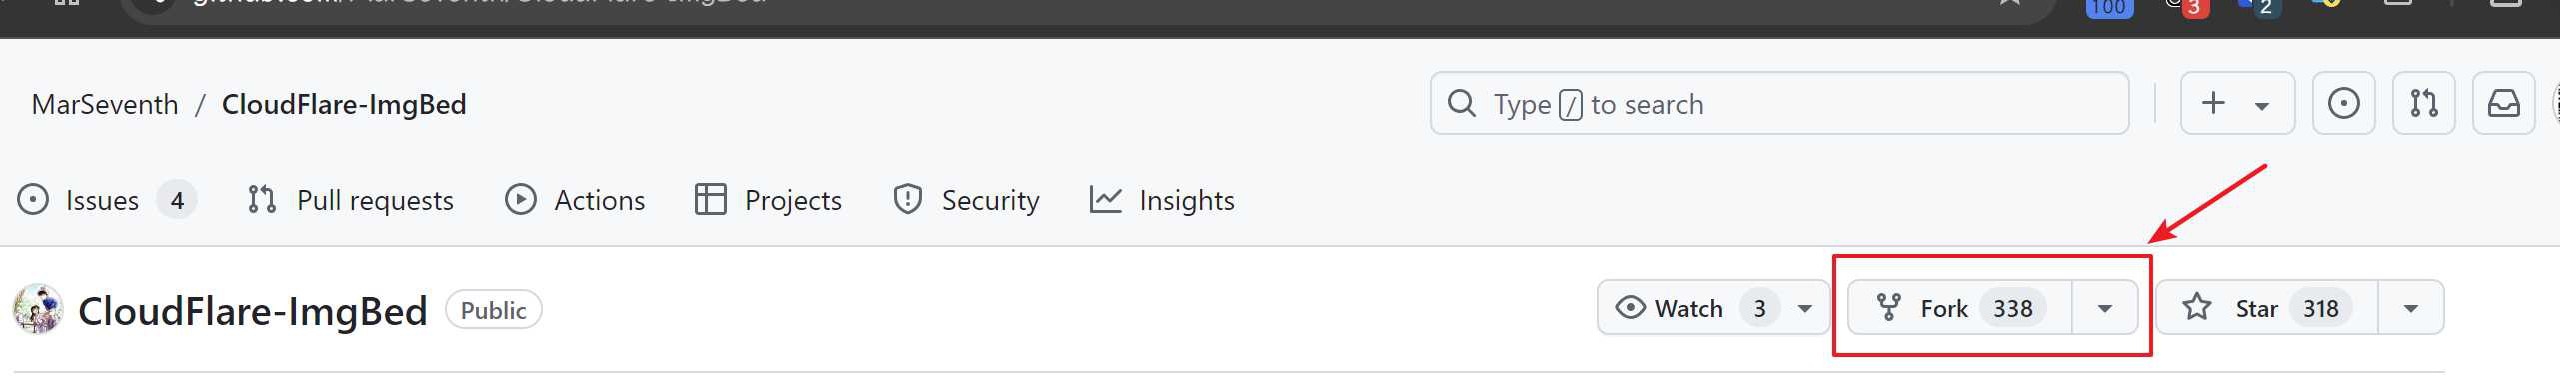 100 3 2
MarSeventh / CloudFlare-ImgBed
Type / to search
Issues 4 Pull requests Actions Projects Security Insights
CloudFlare-ImgBed Public Watch 3 Fork 338 Star 318